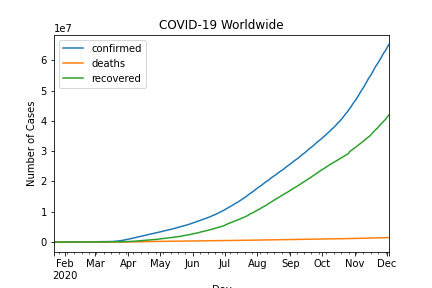 COVID-19 Worldwide
1e7
confirmed
deaths
recovered
Number of Cases
6
5
4
3
2
1
0
Feb Mar Apr May Jun Jul Aug Sep Oct Nov Dec
2020